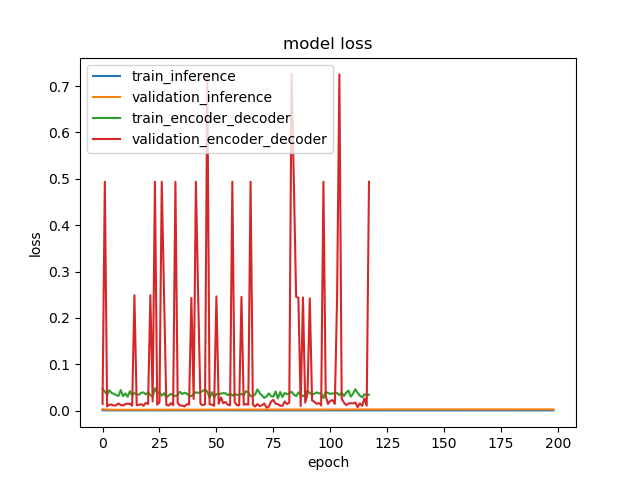 model loss
train_inference
validation_inference
train_encoder_decoder
validation_encoder_decoder
loss
0.7
0.6
0.5
0.4
0.3
0.2
0.1
0.0
0 25 50 75 100 125 150 175 200
epoch